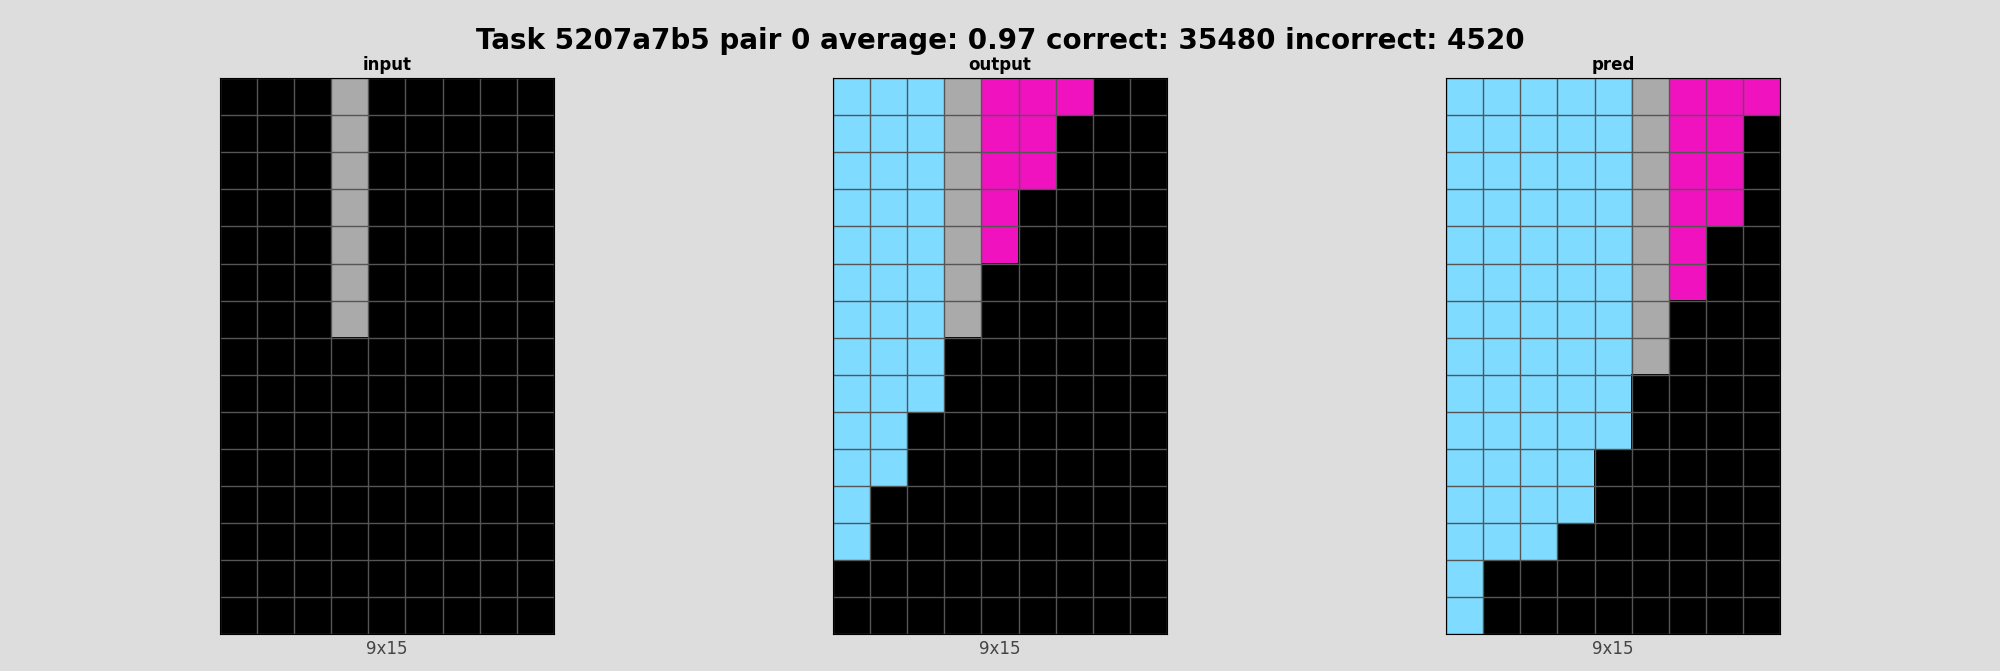 Task 5207a7b5 pair 0 average: 0.97 correct: 35480 incorrect: 4520
input
output
pred
9x15
9x15
9x15